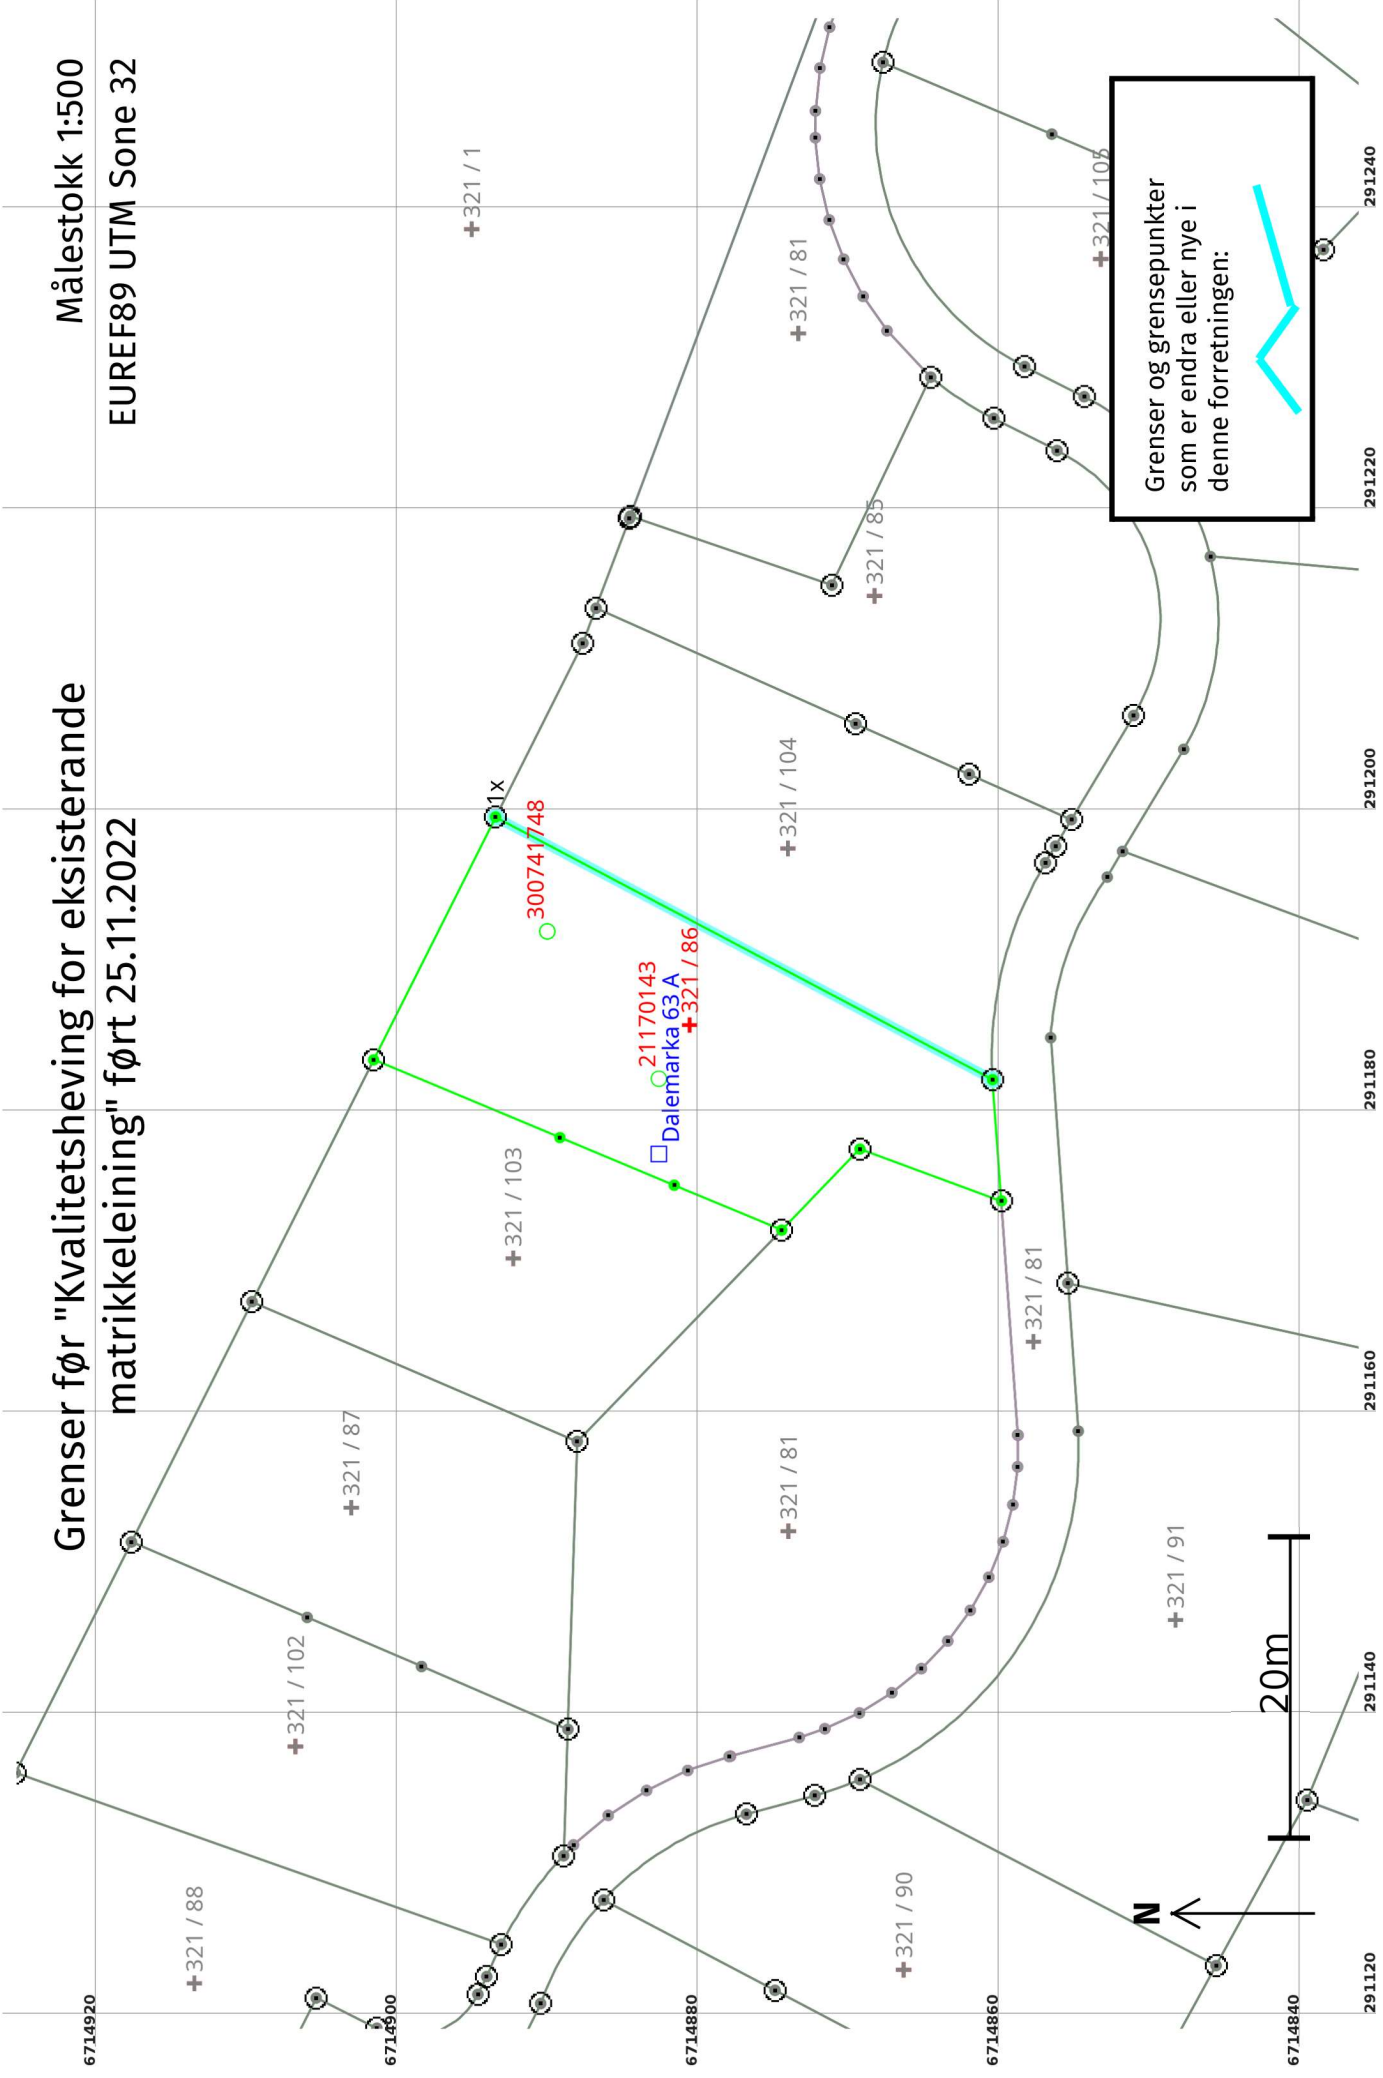 Grenser før "Kvalitetsheving for eksisterande
matrikkeleining" ført 25.11.2022
Målestokk 1:500
EUREF89 UTM Sone 32
321 / 1
321 / 81
321 / 105
321 / 85
321 / 104
1x
300741748
21170143
321 / 86
Dalemarka 63 A
321 / 103
321 / 81
321 / 87
321 / 81
321 / 102
321 / 91
321 / 88
321 / 90
Grenser og grensepunkter
som er endra eller nye i
denne forretningen:
20m
N
6714920
6714900
6714880
6714860
6714840
291120
291140
291160
291180
291200
291220
291240